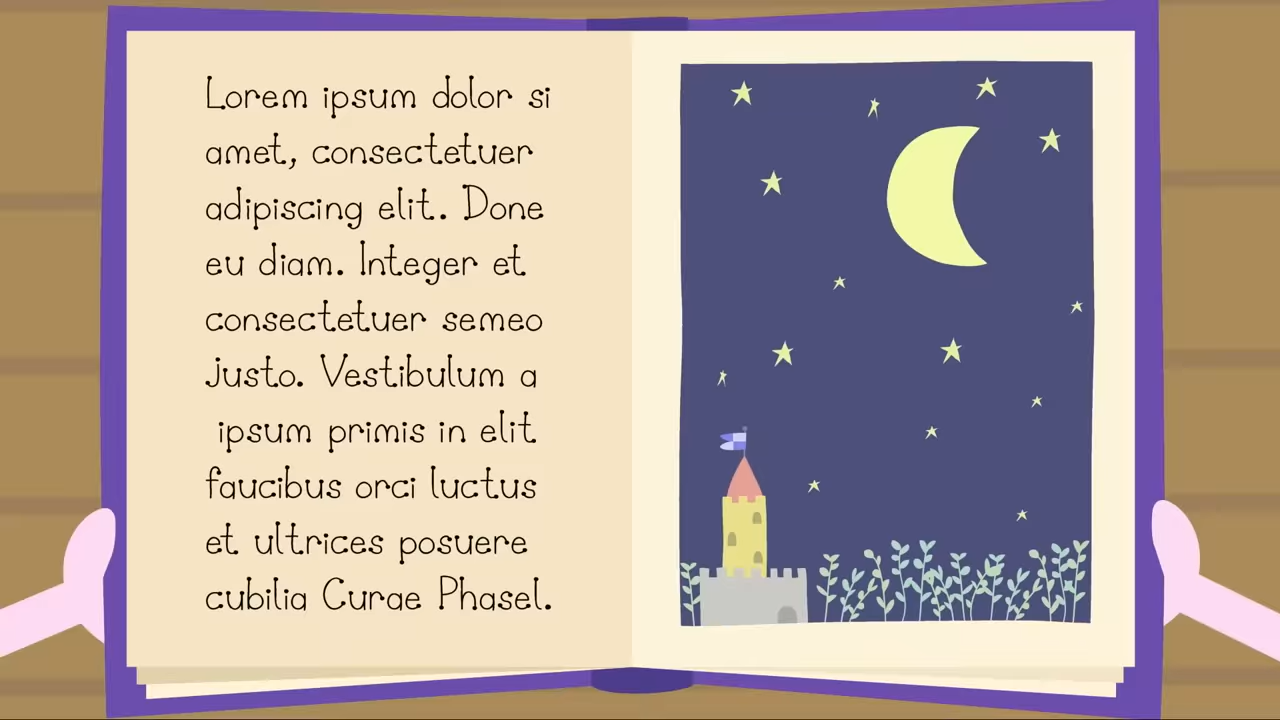 Lorem ipsum dolor si
amet, consectetuer
adipiscing elit.. Done
eu diam. Integer et
consectetuer semeo
justo. Vestibulum a
ipsum primis in elit
faucibus orci luctus
et ultrices posuere
cubilia Curae Phasel.